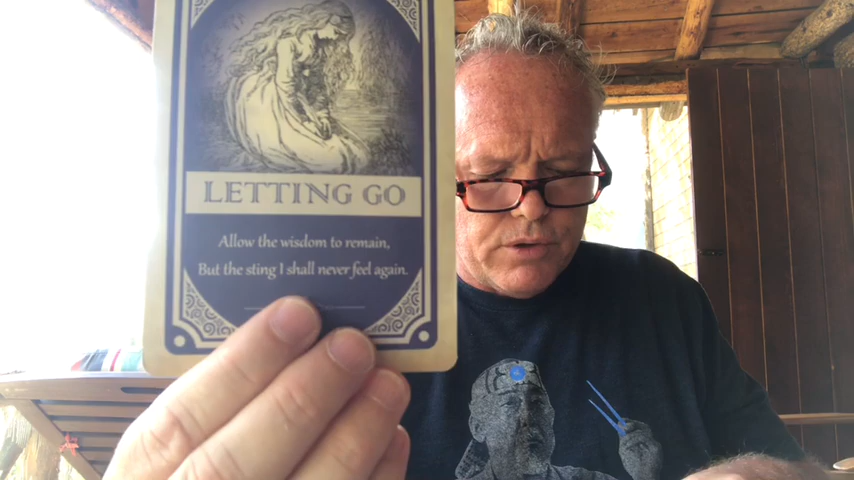 LETTING GO
Allow the wisdom to remain,
But the sting I shall never feel again.